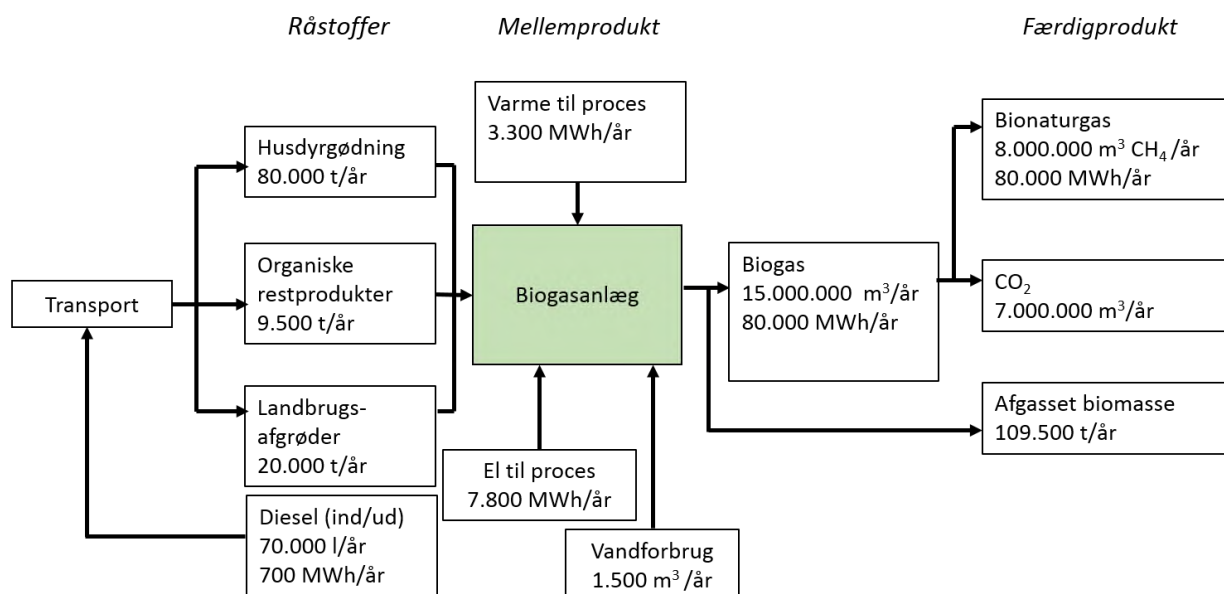 Råstoffer
Mellemprodukt
Færdigprodukt
Varme til proces
3.300 MWh/år
Bionaturgas
8.000.000 m³ CH₄ /år
80.000 MWh/år
Husdyrgødning
80.000 t/år
Organiske
restprodukter
9.500 t/år
Transport
Biogasanlæg
Biogas
15.000.000 m³/år
80.000 MWh/år
CO₂
7.000.000 m³/år
Landbrugs-
afgrøder
20.000 t/år
Afgasset biomasse
109.500 t/år
El til proces
7.800 MWh/år
Diesel (ind/ud)
70.000 l/år
700 MWh/år
Vandforbrug
1.500 m³ /år